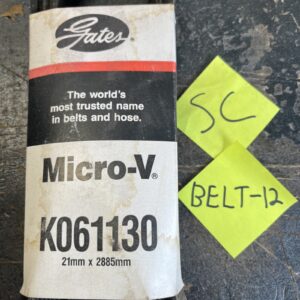 Gates
The world's
most trusted name
in belts and hose.
Micro-V®
K061130
21mm x 2885mm
SC
BELT-12